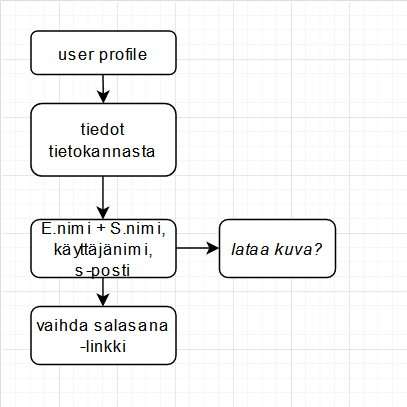 user profile
tiedot
tietokannasta
E.nimi + S.nimi,
käyttäjänimi,
s-posti
lataa kuva?
vaihda salasana
-linkki